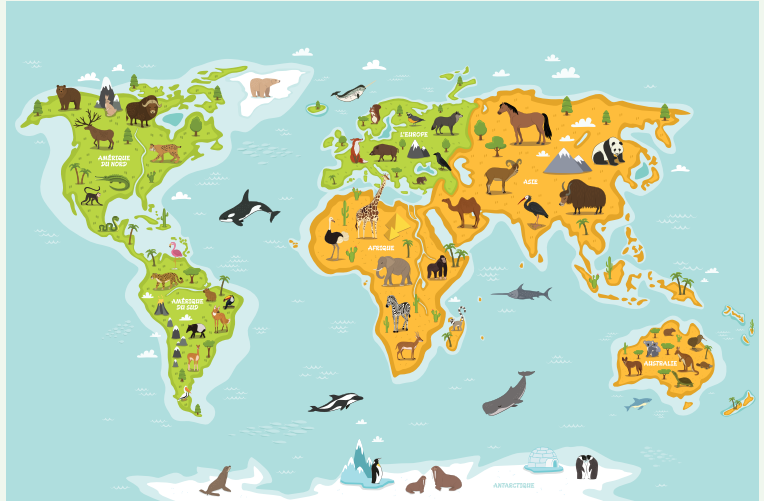 L'EUROPE
AMÉRIQUE
DU NORD
ASIE
AFRIQUE
AMÉRIQUE
DU SUD
AUSTRALIE
ANTARCTIQUE